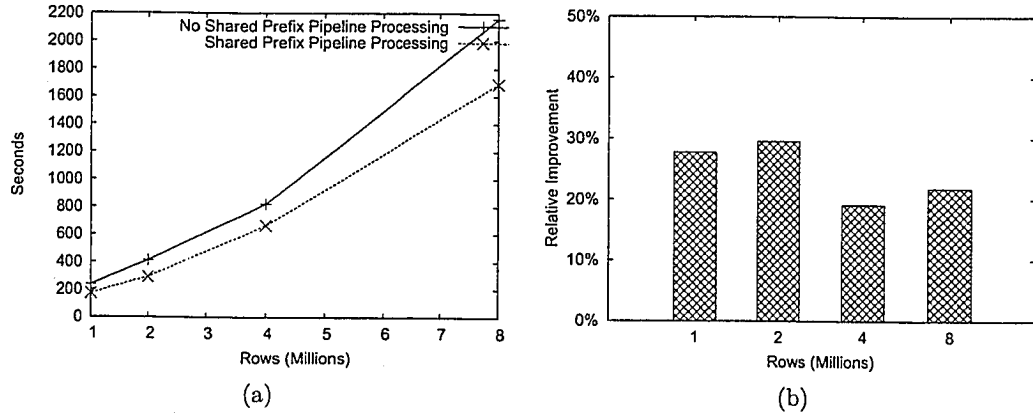 2200
2000
1800
1600
1400
1200
1000
800
600
400
200
0
Seconds
No Shared Prefix Pipeline Processing
Shared Prefix Pipeline Processing
1 2 3 4 5 6 7 8
Rows (Millions)
(a)
50%
40%
30%
20%
10%
0%
Relative Improvement
1 2 4 8
Rows (Millions)
(b)